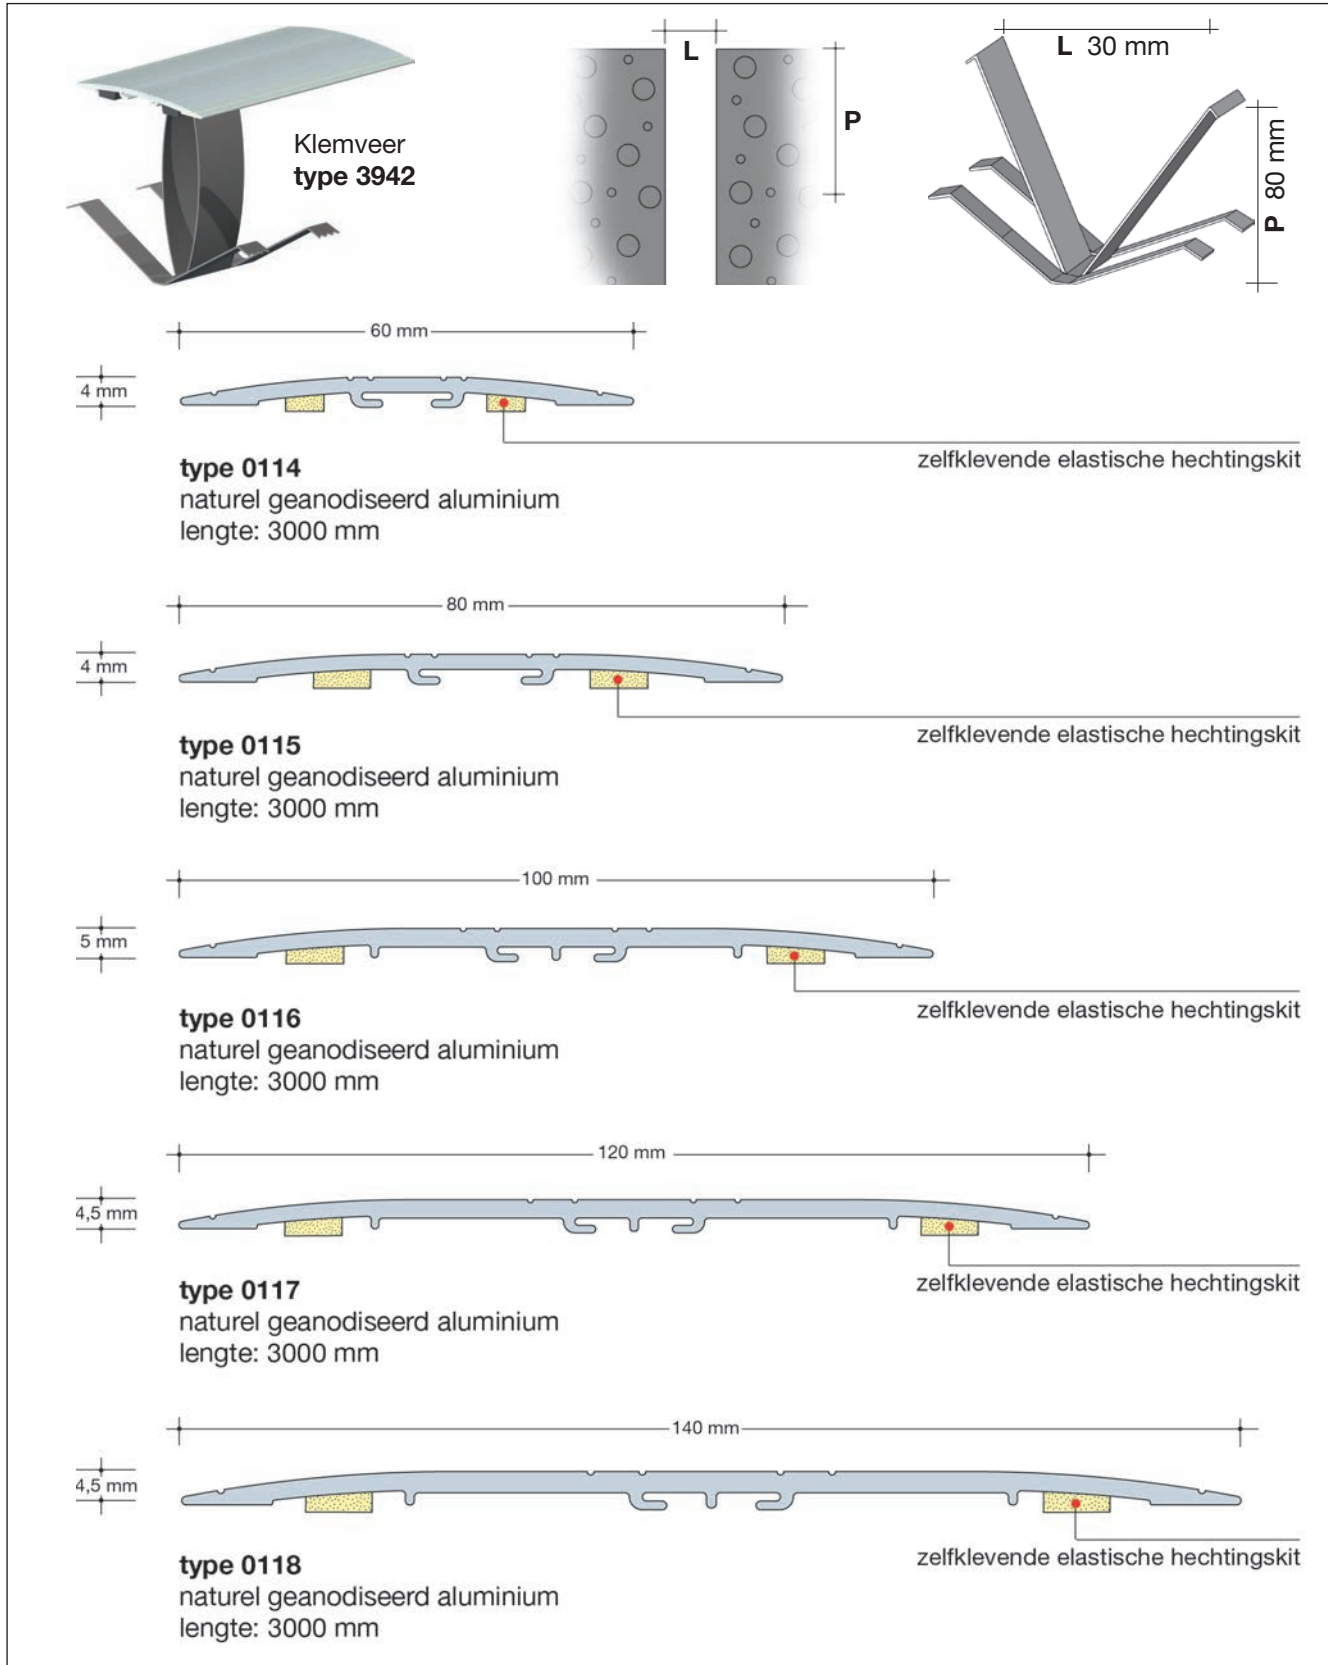 Klemveer
type 3942
L
P
L 30 mm
P 80 mm
60 mm
4 mm
zelfklevende elastische hechtingskit
type 0114
naturel geanodiseerd aluminium
lengte: 3000 mm
80 mm
4 mm
zelfklevende elastische hechtingskit
type 0115
naturel geanodiseerd aluminium
lengte: 3000 mm
100 mm
5 mm
zelfklevende elastische hechtingskit
type 0116
naturel geanodiseerd aluminium
lengte: 3000 mm
120 mm
4,5 mm
zelfklevende elastische hechtingskit
type 0117
naturel geanodiseerd aluminium
lengte: 3000 mm
140 mm
4,5 mm
zelfklevende elastische hechtingskit
type 0118
naturel geanodiseerd aluminium
lengte: 3000 mm